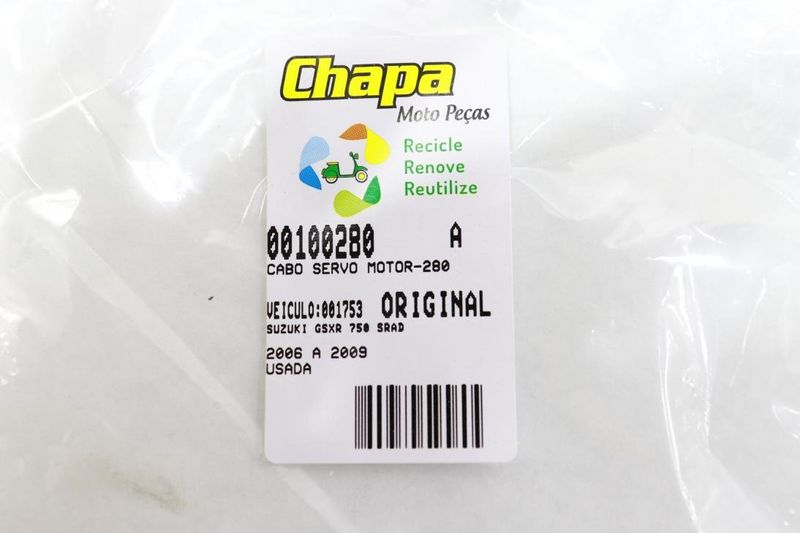 Chapa
Moto Peças
Recicle
Renove
Reutilize
00100280 A
CABO SERVO MOTOR-280
VEICULO:001753 ORIGINAL
SUZUKI GSXR 750 SRAD
2006 A 2009
USADA